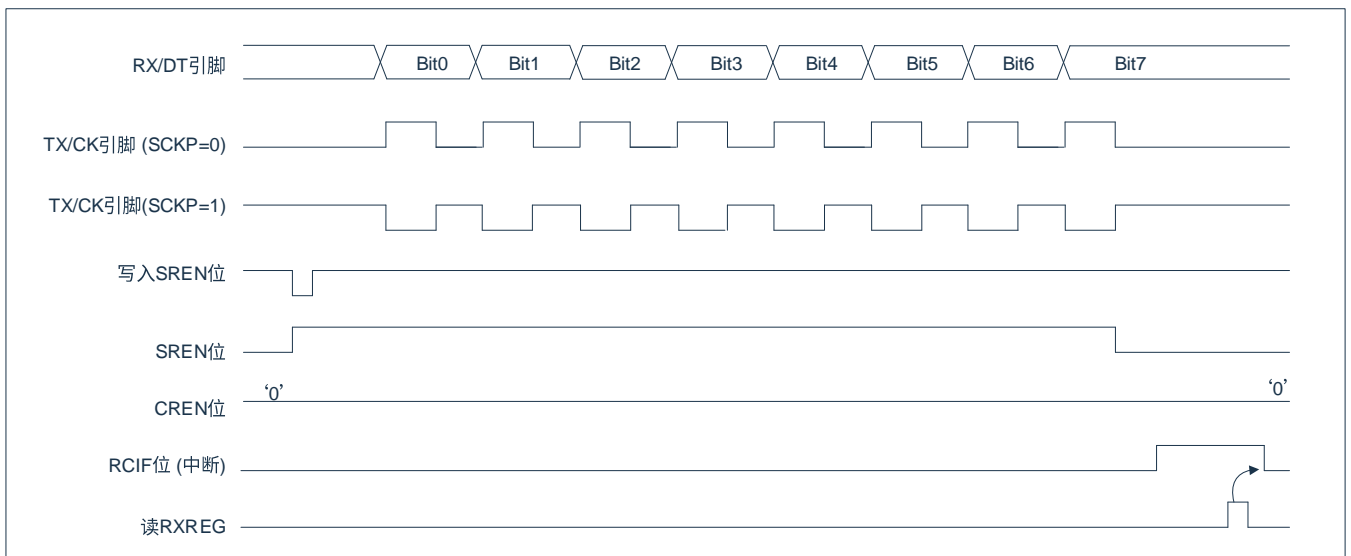 RX/DT引脚 Bit0 Bit1 Bit2 Bit3 Bit4 Bit5 Bit6 Bit7
TX/CK引脚 (SCKP=0)
TX/CK引脚(SCKP=1)
写入SREN位
SREN位
‘0’ ‘0’
CREN位
RCIF位 (中断)
读RXREG